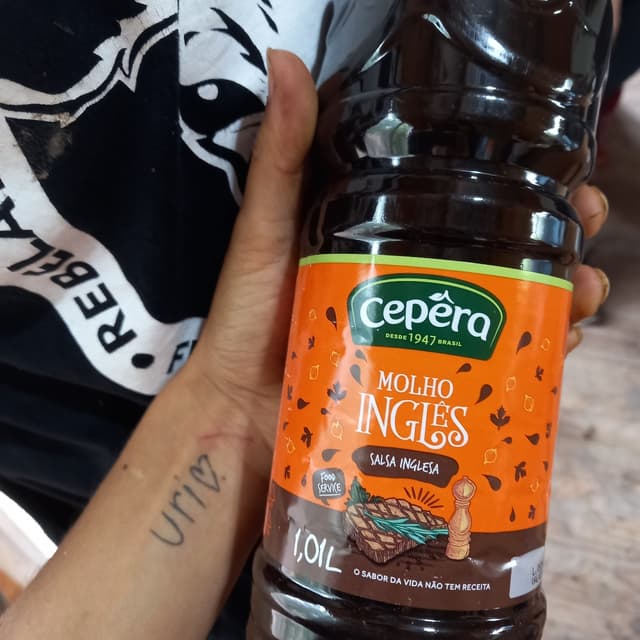 REBELA
cepêra
DESDE 1947 BRASIL
MOLHO
INGLÊS
SALSA INGLESA
FOOD
SERVICE
1,01L
O SABOR DA VIDA NÃO TEM RECEITA
uri♡